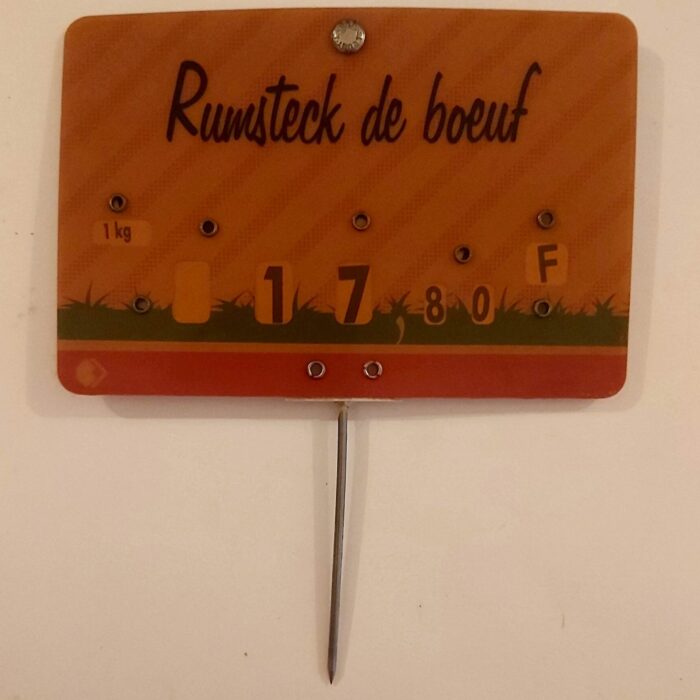 Rumsteck de boeuf
1 kg
17,80 F